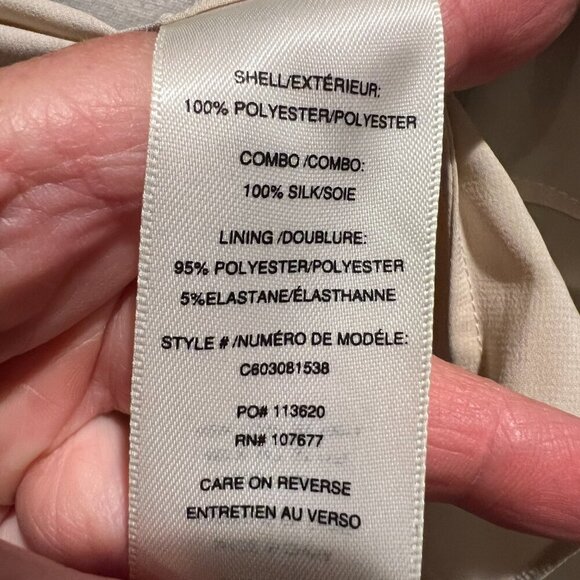 SHELL/EXTÉRIEUR:
100% POLYESTER/POLYESTER
COMBO /COMBO:
100% SILK/SOIE
LINING /DOUBLURE:
95% POLYESTER/POLYESTER
5%ELASTANE/ÉLASTHANNE
STYLE # /NUMÉRO DE MODÉLE:
C603081538
PO# 113620
RN# 107677
CARE ON REVERSE
ENTRETIEN AU VERSO